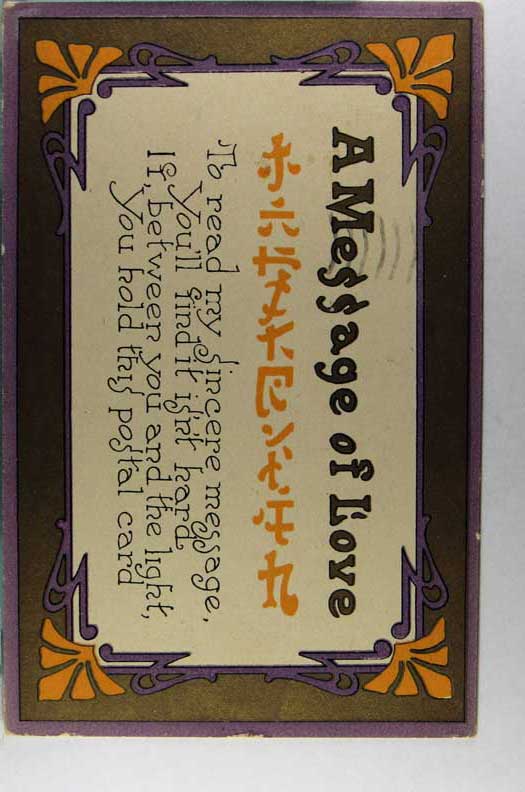 A Message of Love
To read my sincere message,
You'll find it isn't hard
If, between you and the light,
You hold this postal card